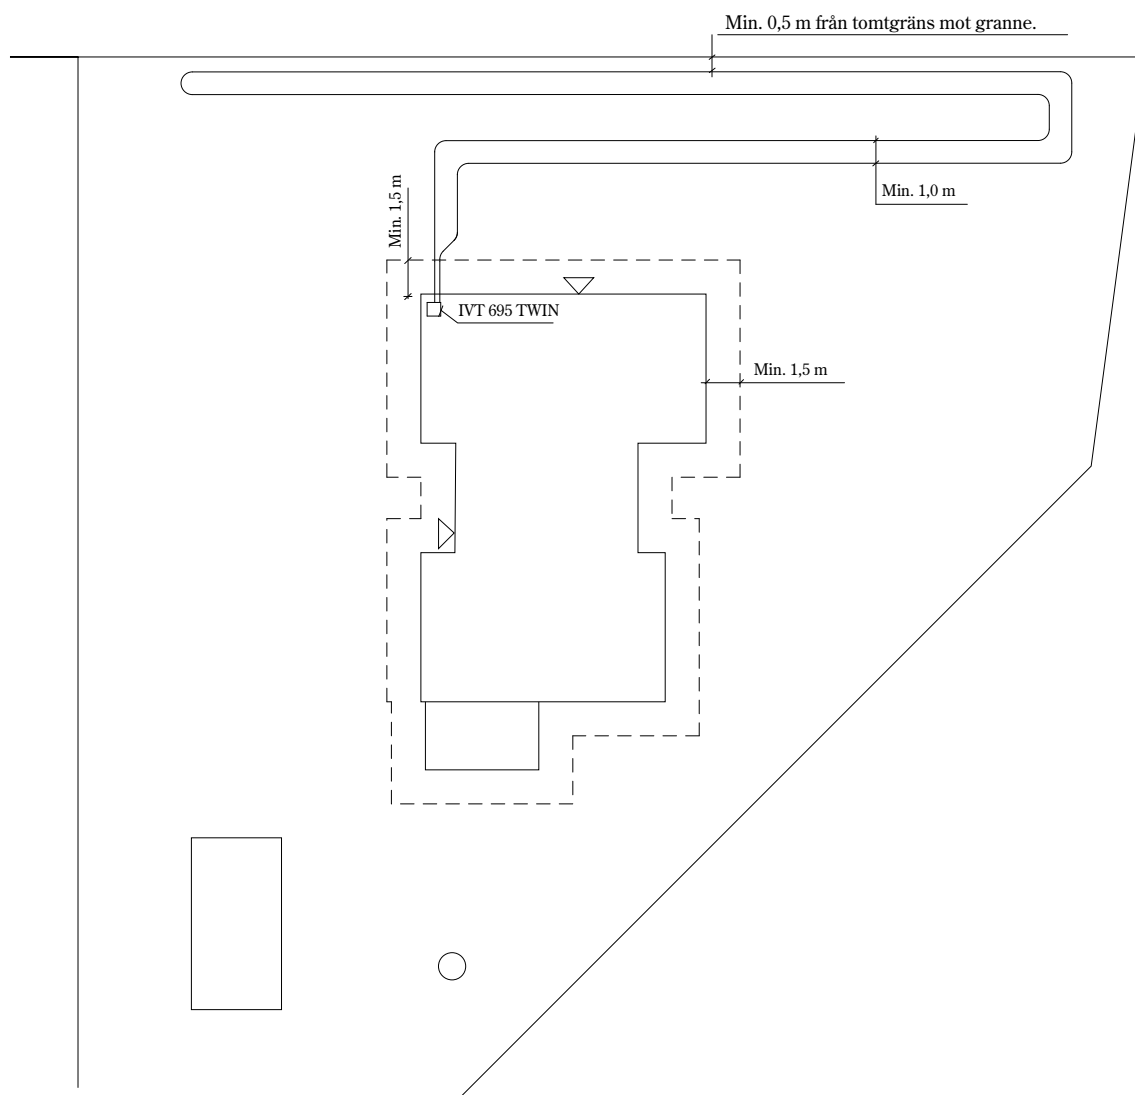 Min. 0,5 m från tomtgräns mot granne.
Min. 1,0 m
Min. 1,5 m
IVT 695 TWIN
Min. 1,5 m